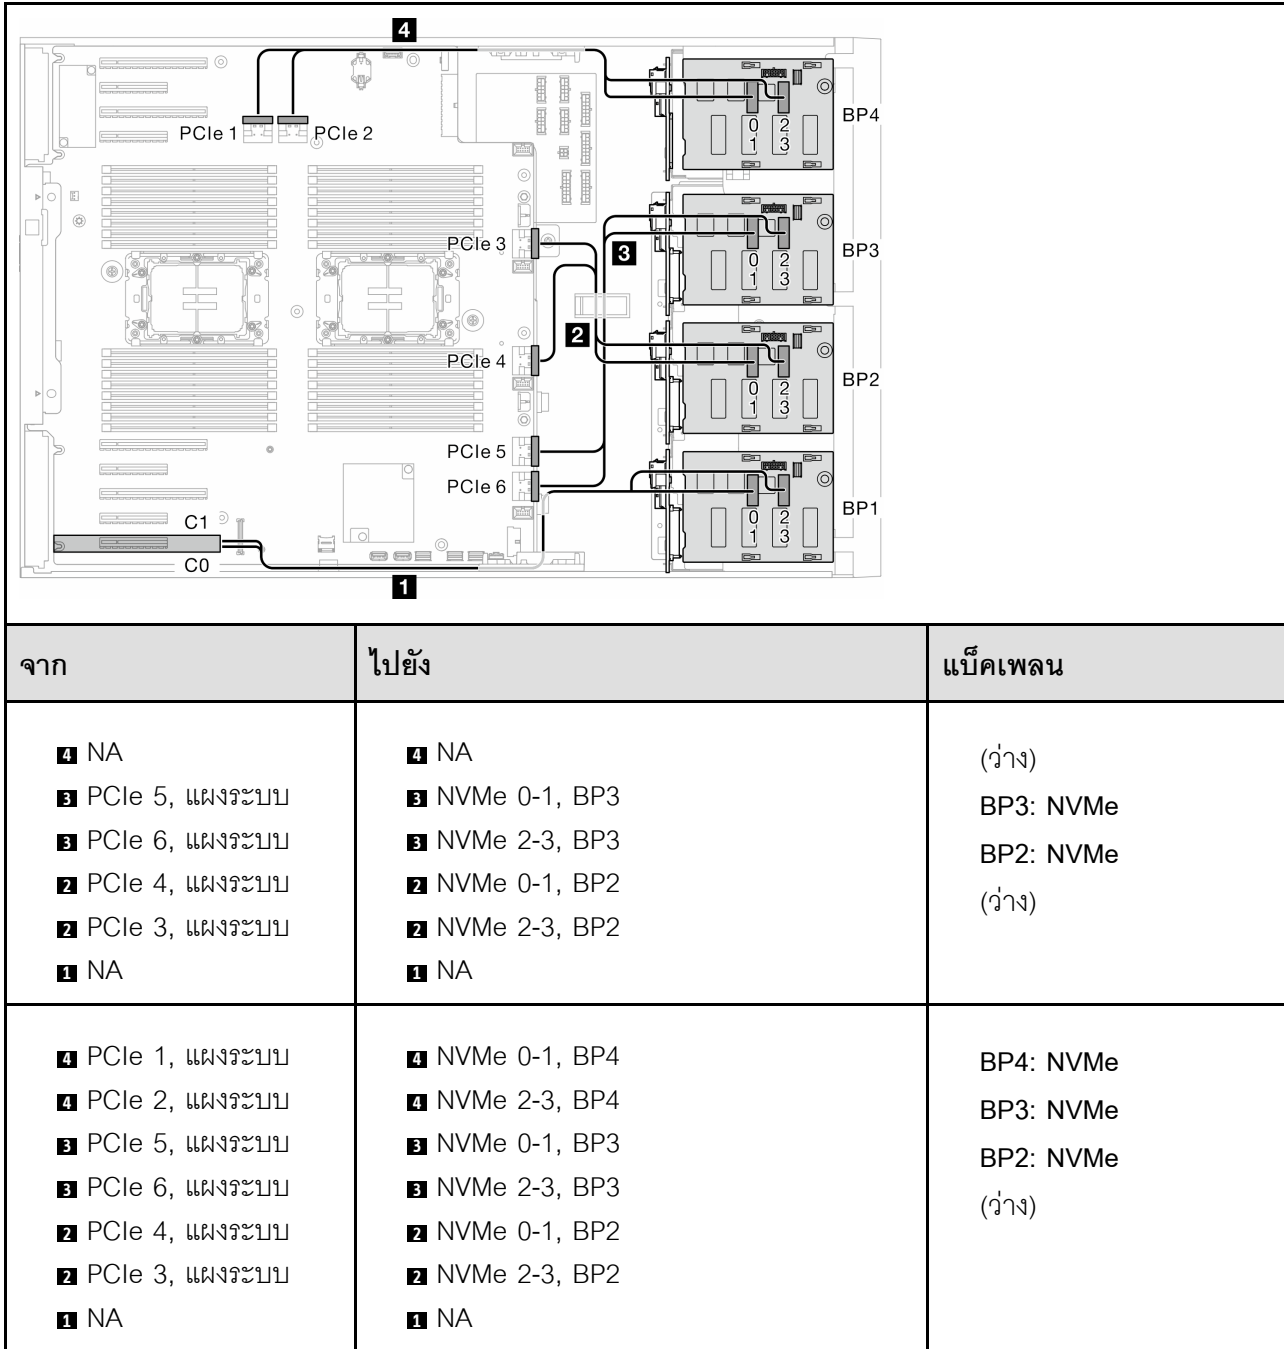 4
PCIe 1
PCIe 2
0 2
1 3
BP4
PCIe 3
3
0 2
1 3
BP3
2
PCIe 4
0 2
1 3
BP2
PCIe 5
PCIe 6
0 2
1 3
BP1
C1
C0
1
จาก ไปยัง แบ็คเพลน
4 NA
3 PCIe 5, แผงระบบ
3 PCIe 6, แผงระบบ
2 PCIe 4, แผงระบบ
2 PCIe 3, แผงระบบ
1 NA
4 NA
3 NVMe 0-1, BP3
3 NVMe 2-3, BP3
2 NVMe 0-1, BP2
2 NVMe 2-3, BP2
1 NA
(ว่าง)
BP3: NVMe
BP2: NVMe
(ว่าง)
4 PCIe 1, แผงระบบ
4 PCIe 2, แผงระบบ
3 PCIe 5, แผงระบบ
3 PCIe 6, แผงระบบ
2 PCIe 4, แผงระบบ
2 PCIe 3, แผงระบบ
1 NA
4 NVMe 0-1, BP4
4 NVMe 2-3, BP4
3 NVMe 0-1, BP3
3 NVMe 2-3, BP3
2 NVMe 0-1, BP2
2 NVMe 2-3, BP2
1 NA
BP4: NVMe
BP3: NVMe
BP2: NVMe
(ว่าง)